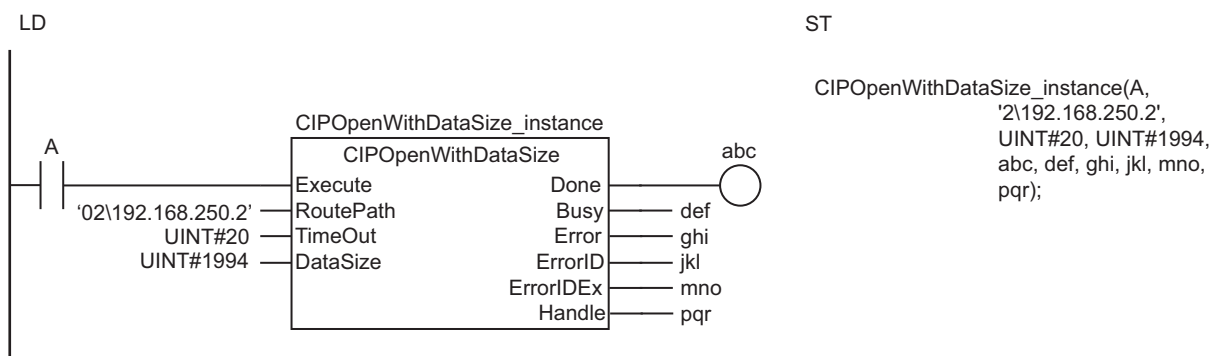 LD
ST
CIPOpenWithDataSize_instance(A,
'2\192.168.250.2',
UINT#20, UINT#1994,
abc, def, ghi, jkl, mno,
pqr);
CIPOpenWithDataSize_instance
CIPOpenWithDataSize
A
abc
Execute
Done
‘02\192.168.250.2’
RoutePath
Busy
def
UINT#20
TimeOut
Error
ghi
UINT#1994
DataSize
ErrorID
jkl
ErrorIDEx
mno
Handle
pqr